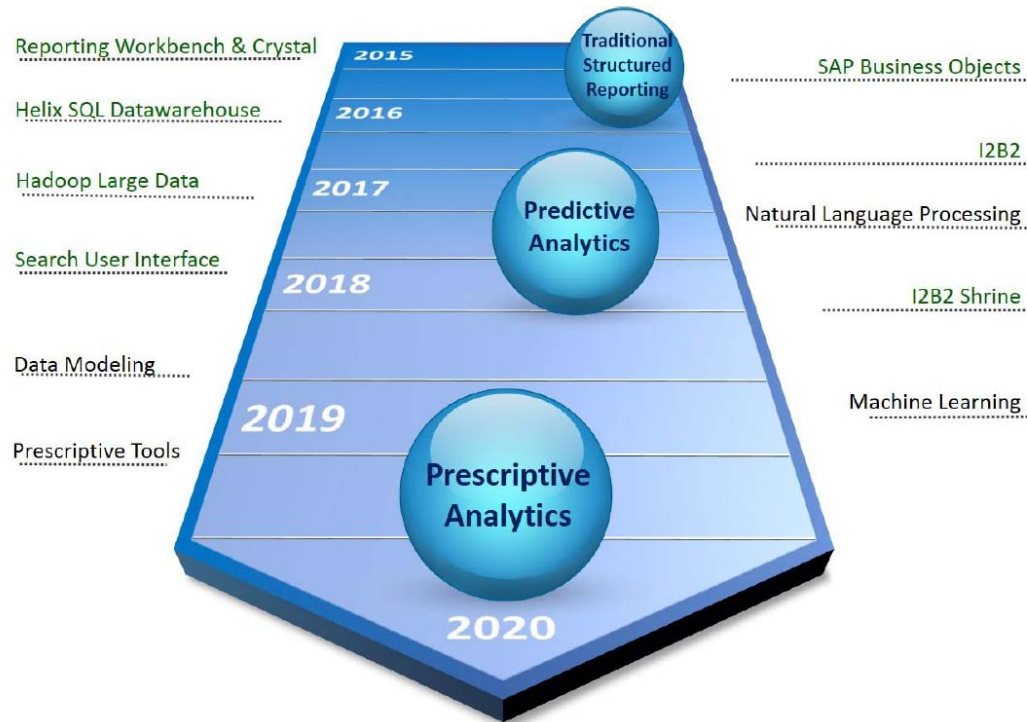 Reporting Workbench & Crystal
2015
Traditional
Structured
Reporting
SAP Business Objects
Helix SQL Datawarehouse
2016
I2B2
Hadoop Large Data
2017
Predictive
Analytics
Natural Language Processing
Search User Interface
2018
I2B2 Shrine
Data Modeling
2019
Machine Learning
Prescriptive Tools
Prescriptive
Analytics
2020